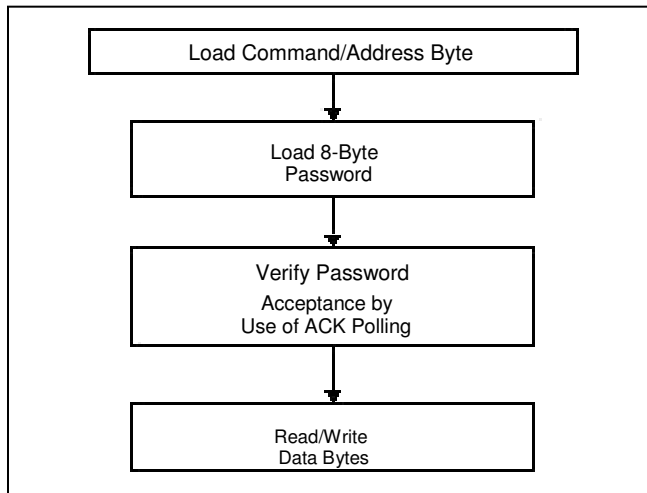 Load Command/Address Byte
Load 8-Byte
Password
Verify Password
Acceptance by
Use of ACK Polling
Read/Write
Data Bytes